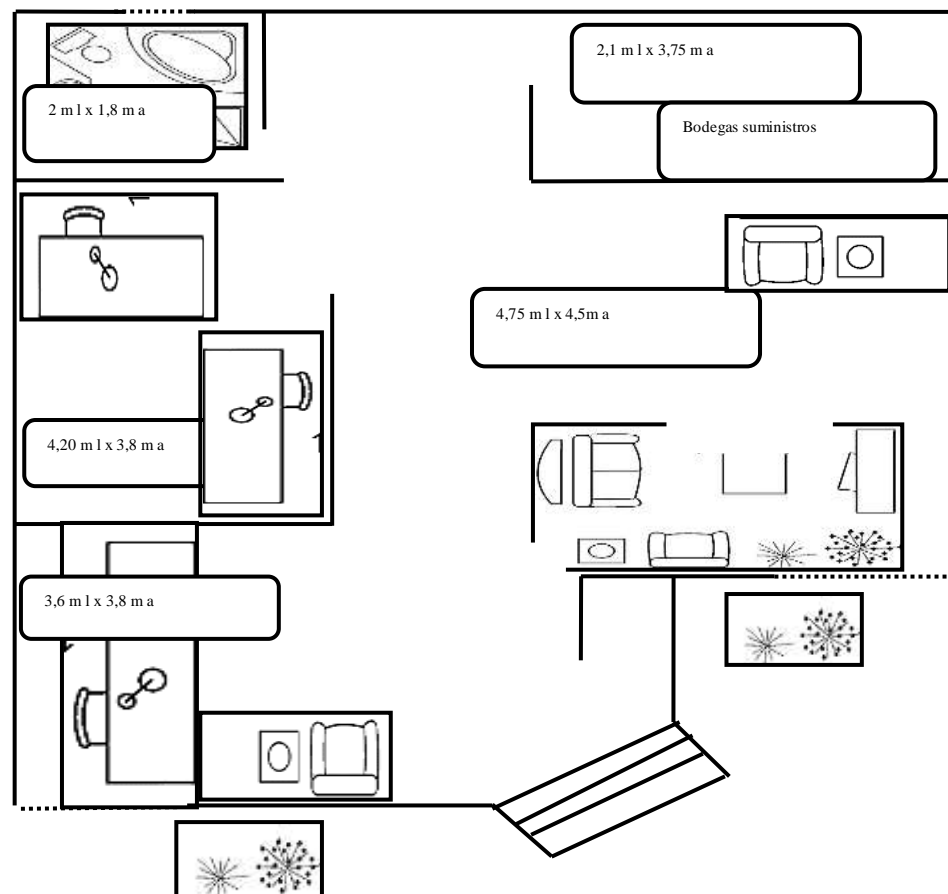 2,1 m l x 3,75 m a
2 m l x 1,8 m a
Bodegas suministros
4,75 m l x 4,5m a
4,20 m l x 3,8 m a
3,6 m l x 3,8 m a